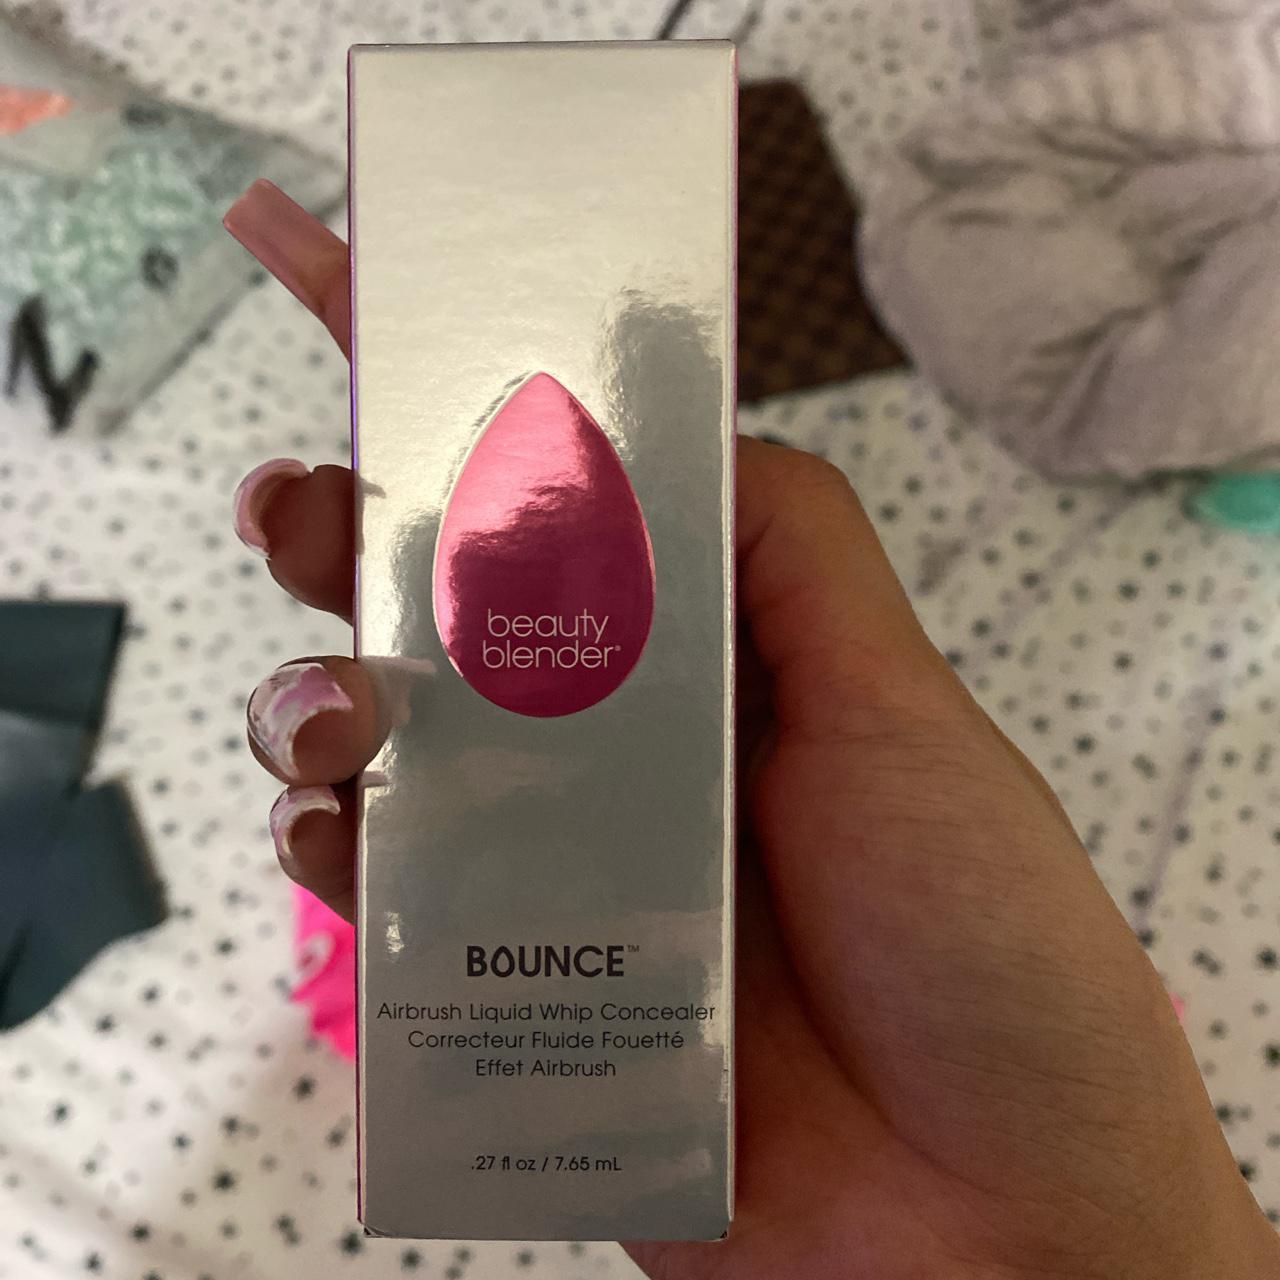 beauty
blender®
BOUNCE™
Airbrush Liquid Whip Concealer
Correcteur Fluide Fouetté
Effet Airbrush
.27 fl oz / 7.65 mL